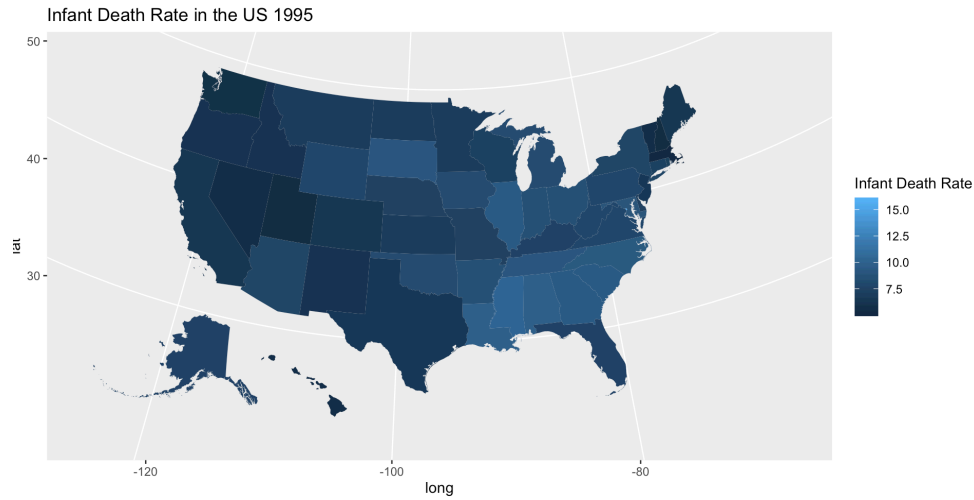 Infant Death Rate in the US 1995
50
40
30
lat
-120
-100
-80
long
Infant Death Rate
15.0
12.5
10.0
7.5